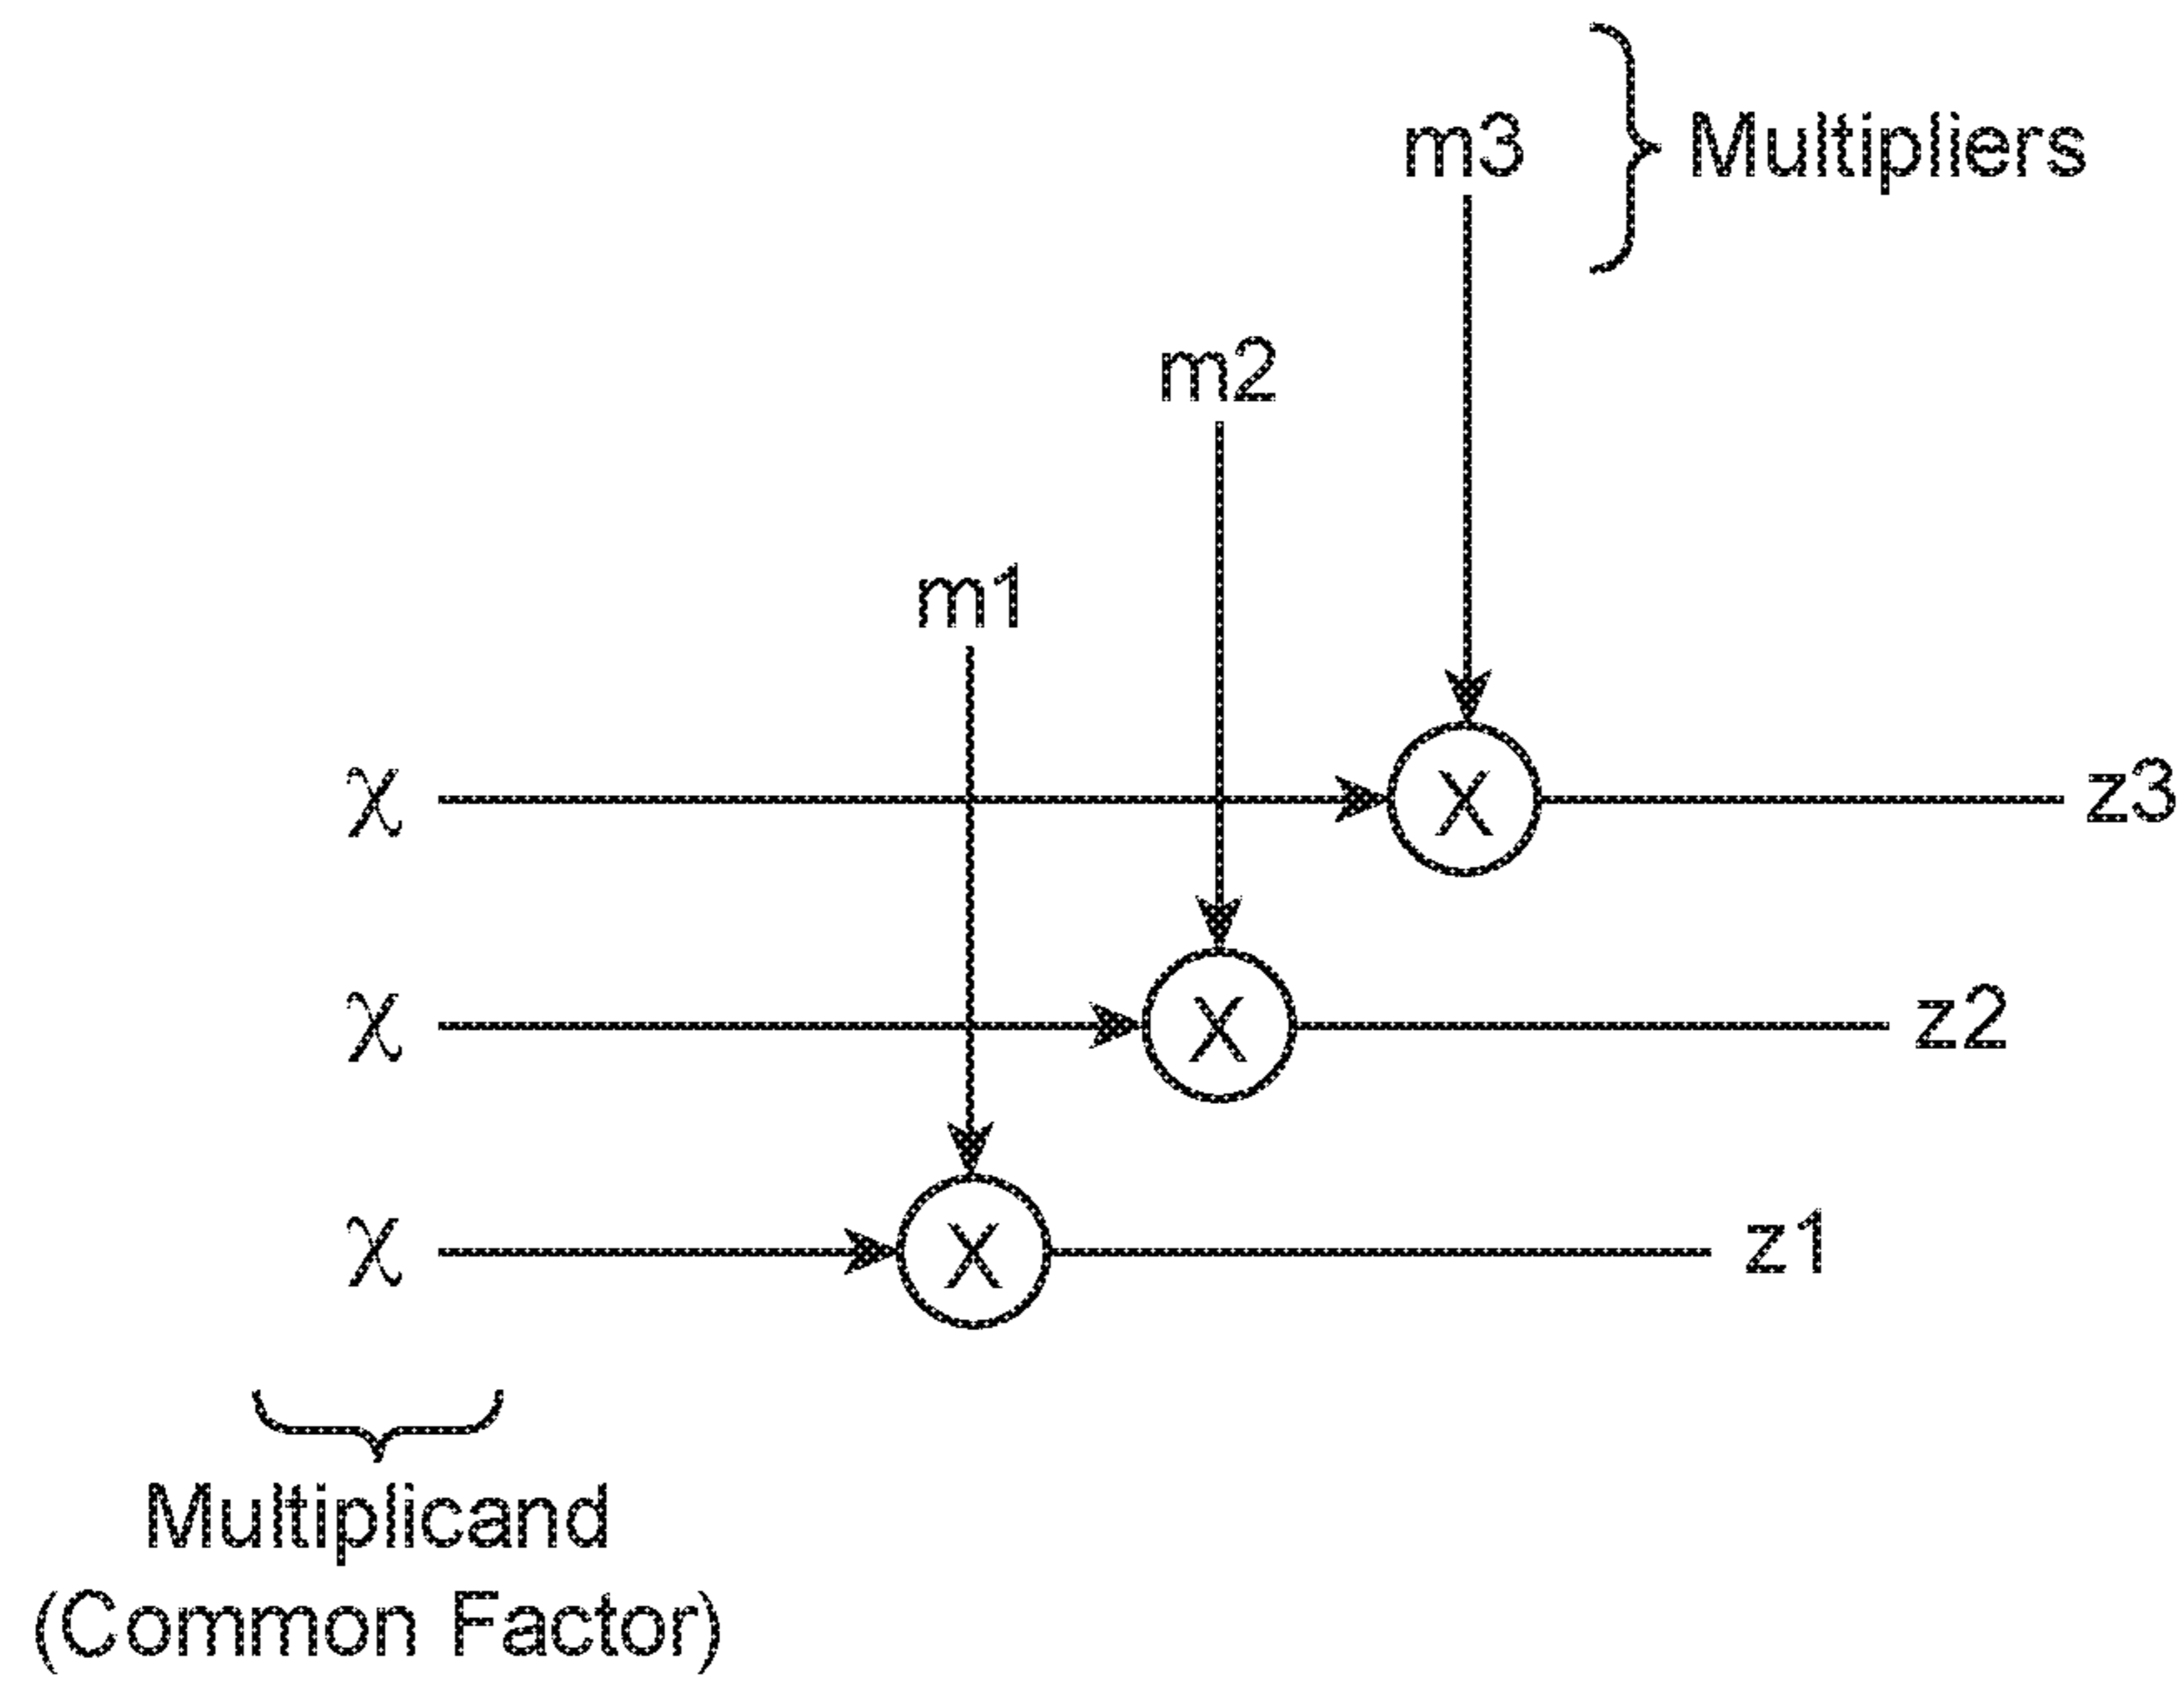 m3 Multipliers
m2
m1
χ X z3
χ X z2
χ X z1
Multiplicand
(Common Factor)